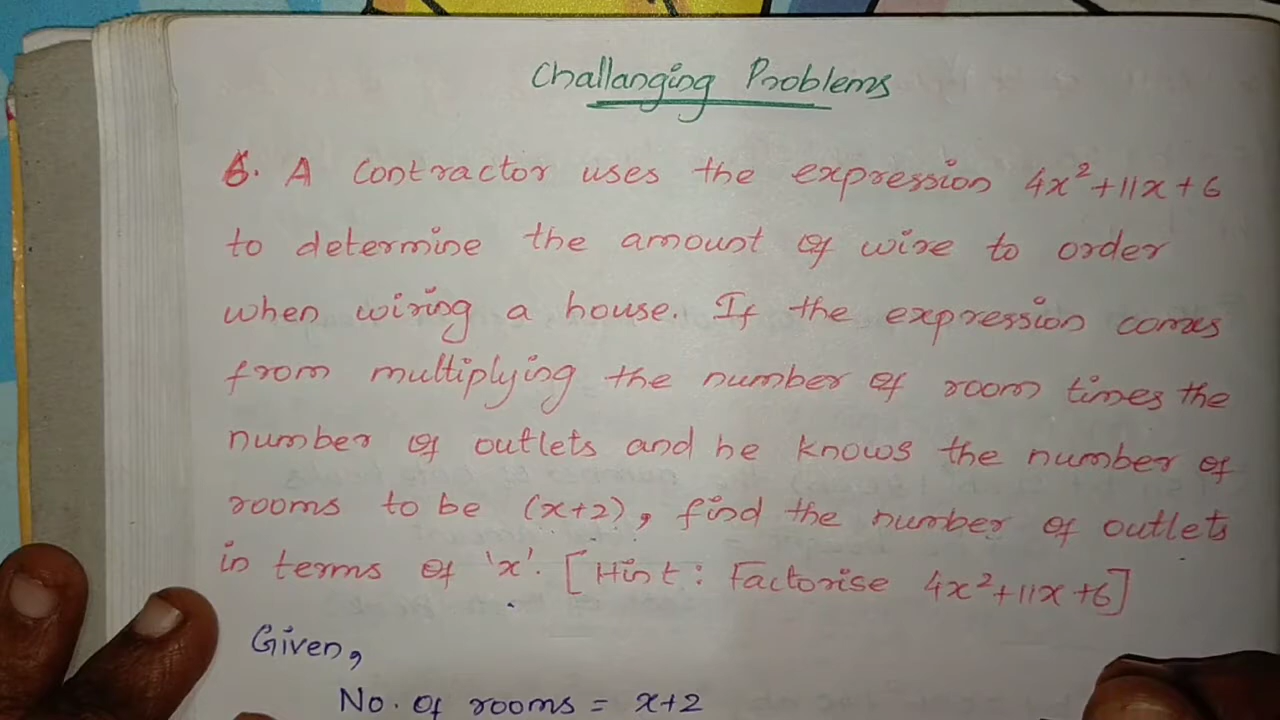 Challanging Problems
6. A contractor uses the expression 4x²+11x+6
to determine the amount of wire to order
when wiring a house. If the expression comes
from multiplying the number of room times the
number of outlets and he knows the number of
rooms to be (x+2), find the number of outlets
in terms of 'x'. [Hint: Factorise 4x²+11x+6]
Given,
No. of rooms = x+2